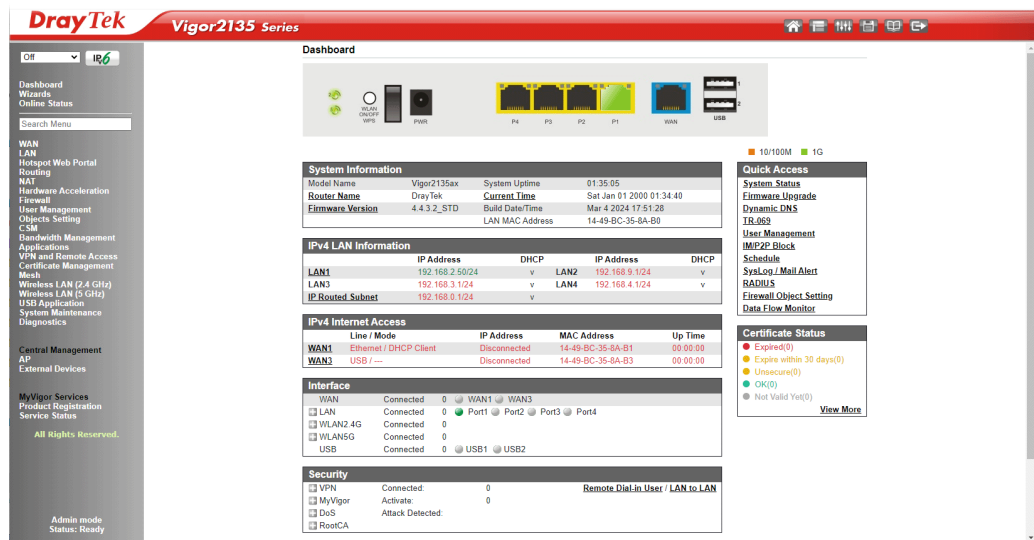 DrayTek Vigor2135 Series
Off IPv6
Dashboard
Wizards
Online Status
Search Menu
WAN
LAN
Hotspot Web Portal
Routing
NAT
Hardware Acceleration
Firewall
User Management
Objects Setting
CSM
Bandwidth Management
Applications
VPN and Remote Access
Certificate Management
Mesh
Wireless LAN (2.4 GHz)
Wireless LAN (5 GHz)
USB Application
System Maintenance
Diagnostics
Central Management
AP
External Devices
MyVigor Services
Product Registration
Service Status
All Rights Reserved.
Admin mode
Status: Ready
Dashboard
WLAN
ON/OFF
WPS
PWR
P4 P3 P2 P1 WAN USB
1
2
10/100M 1G
System Information
Model Name Vigor2135ax System Uptime 01:35:05
Router Name DrayTek Current Time Sat Jan 01 2000 01:34:40
Firmware Version 4.4.3.2_STD Build Date/Time Mar 4 2024 17:51:28
LAN MAC Address 14-49-BC-35-8A-B0
IPv4 LAN Information
IP Address DHCP IP Address DHCP
LAN1 192.168.2.50/24 v LAN2 192.168.9.1/24 v
LAN3 192.168.3.1/24 v LAN4 192.168.4.1/24 v
IP Routed Subnet 192.168.0.1/24 v
IPv4 Internet Access
Line / Mode IP Address MAC Address Up Time
WAN1 Ethernet / DHCP Client Disconnected 14-49-BC-35-8A-B1 00:00:00
WAN3 USB / --- Disconnected 14-49-BC-35-8A-B3 00:00:00
Interface
WAN Connected 0 WAN1 WAN3
LAN Connected 0 Port1 Port2 Port3 Port4
WLAN2.4G Connected 0
WLAN5G Connected 0
USB Connected 0 USB1 USB2
Security
VPN Connected: 0 Remote Dial-in User / LAN to LAN
MyVigor Activate: 0
DoS Attack Detected:
RootCA
Quick Access
System Status
Firmware Upgrade
Dynamic DNS
TR-069
User Management
IM/P2P Block
Schedule
SysLog / Mail Alert
RADIUS
Firewall Object Setting
Data Flow Monitor
Certificate Status
Expired(0)
Expire within 30 days(0)
Unsecure(0)
OK(0)
Not Valid Yet(0)
View More